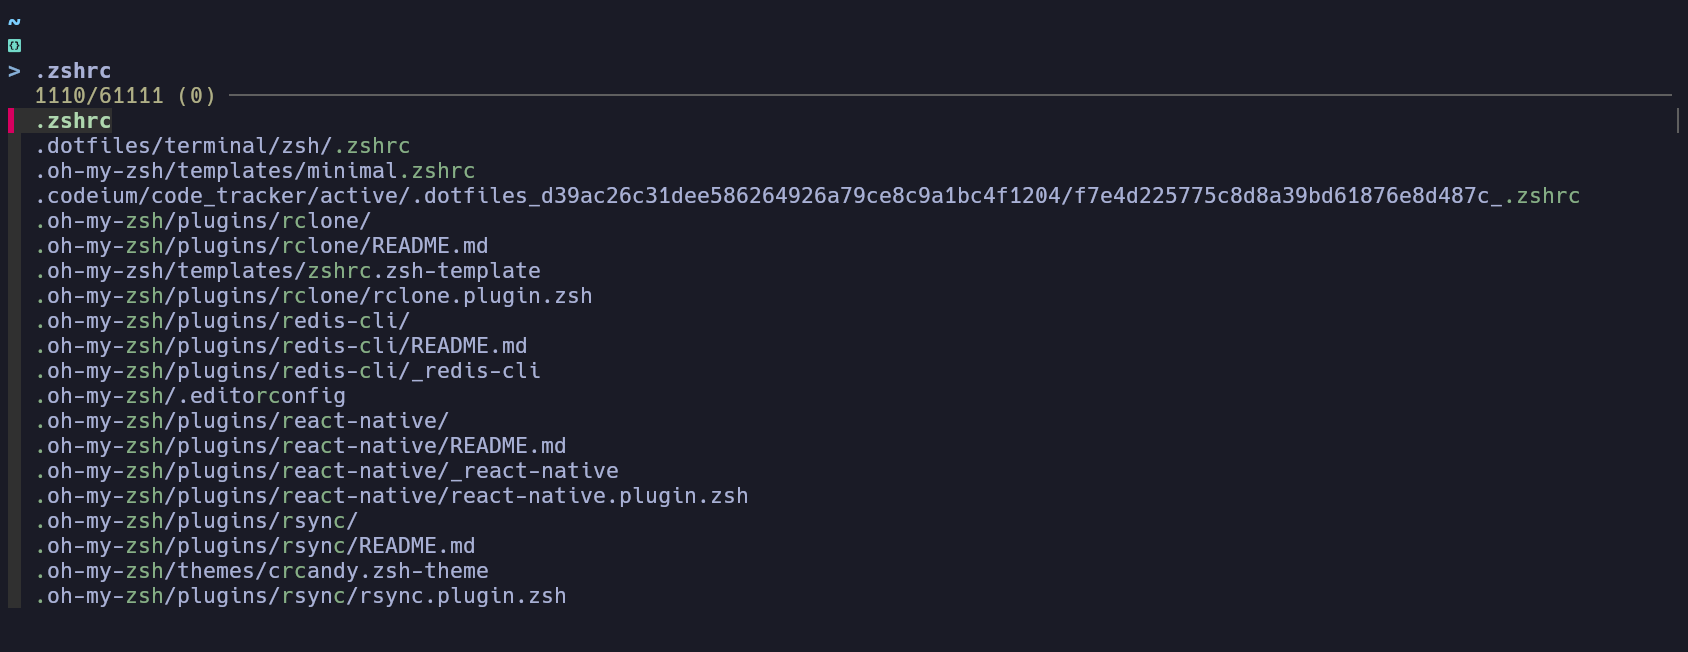 ~
{}
> .zshrc
1110/61111 (0)
.zshrc
.dotfiles/terminal/zsh/.zshrc
.oh-my-zsh/templates/minimal.zshrc
.codeium/code_tracker/active/.dotfiles_d39ac26c31dee586264926a79ce8c9a1bc4f1204/f7e4d225775c8d8a39bd61876e8d487c_.zshrc
.oh-my-zsh/plugins/rclone/
.oh-my-zsh/plugins/rclone/README.md
.oh-my-zsh/templates/zshrc.zsh-template
.oh-my-zsh/plugins/rclone/rclone.plugin.zsh
.oh-my-zsh/plugins/redis-cli/
.oh-my-zsh/plugins/redis-cli/README.md
.oh-my-zsh/plugins/redis-cli/_redis-cli
.oh-my-zsh/.editorconfig
.oh-my-zsh/plugins/react-native/
.oh-my-zsh/plugins/react-native/README.md
.oh-my-zsh/plugins/react-native/_react-native
.oh-my-zsh/plugins/react-native/react-native.plugin.zsh
.oh-my-zsh/plugins/rsync/
.oh-my-zsh/plugins/rsync/README.md
.oh-my-zsh/themes/crcandy.zsh-theme
.oh-my-zsh/plugins/rsync/rsync.plugin.zsh